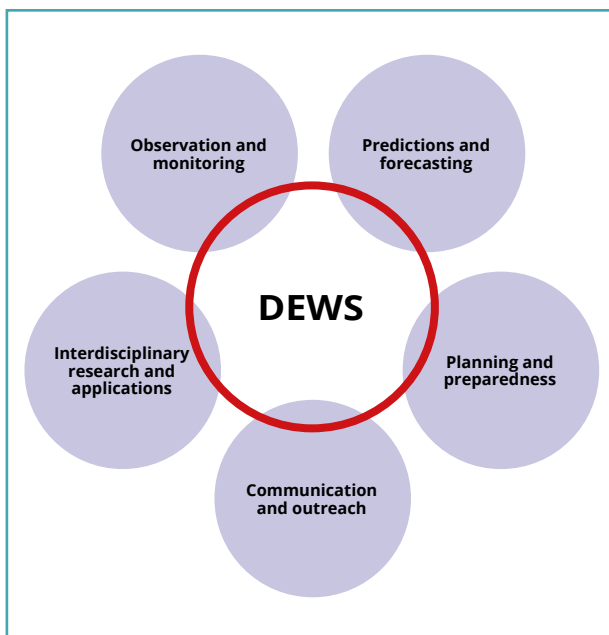 Observation and
monitoring
Predictions and
forecasting
DEWS
Interdisciplinary
research and
applications
Planning and
preparedness
Communication
and outreach